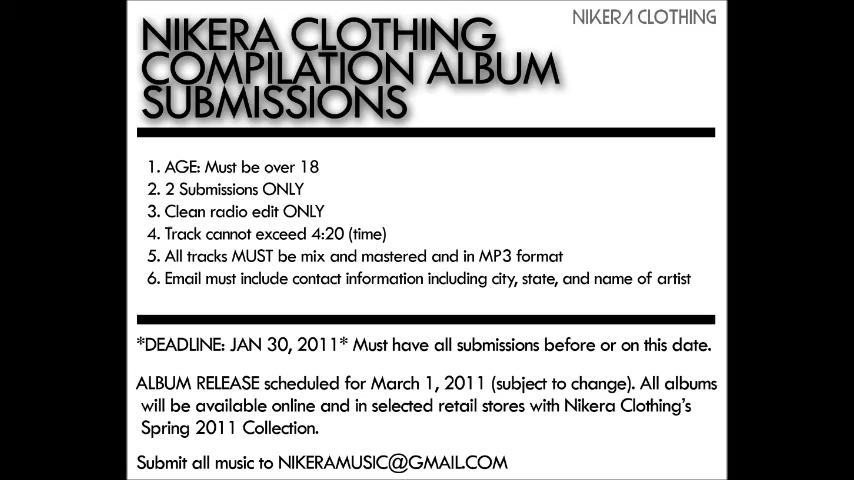 NIKERA CLOTHING
NIKERA CLOTHING
COMPILATION ALBUM
SUBMISSIONS
1. AGE: Must be over 18
2. 2 Submissions ONLY
3. Clean radio edit ONLY
4. Track cannot exceed 4:20 (time)
5. All tracks MUST be mix and mastered and in MP3 format
6. Email must include contact information including city, state, and name of artist
*DEADLINE: JAN 30, 2011* Must have all submissions before or on this date.
ALBUM RELEASE scheduled for March 1, 2011 (subject to change). All albums
will be available online and in selected retail stores with Nikera Clothing's
Spring 2011 Collection.
Submit all music to NIKERAMUSIC@GMAIL.COM